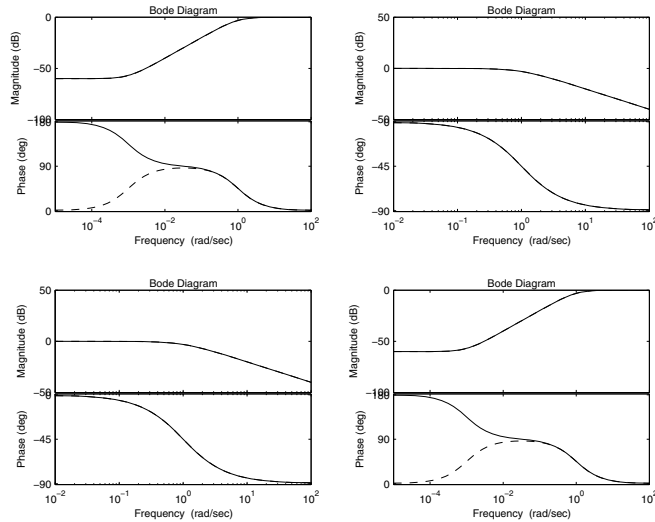 Bode Diagram
0
−50
−100
Magnitude (dB)
180
90
0
Phase (deg)
10^−4
10^−2
10^0
10^2
Frequency (rad/sec)
Bode Diagram
50
0
−50
Magnitude (dB)
0
−45
−90
Phase (deg)
10^−2
10^−1
10^0
10^1
10^2
Frequency (rad/sec)
Bode Diagram
50
0
−50
Magnitude (dB)
0
−45
−90
Phase (deg)
10^−2
10^−1
10^0
10^1
10^2
Frequency (rad/sec)
Bode Diagram
0
−50
−100
Magnitude (dB)
180
90
0
Phase (deg)
10^−4
10^−2
10^0
10^2
Frequency (rad/sec)